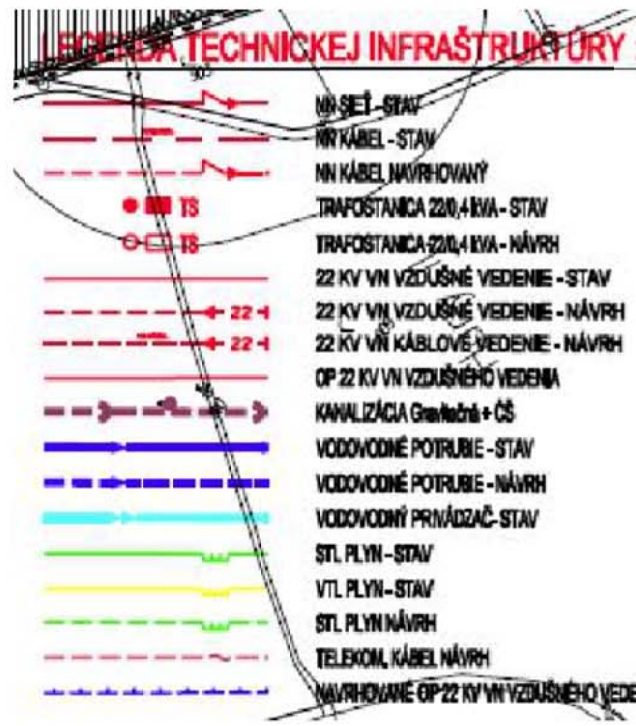 LEGENDA TECHNICKEJ INFRAŠTRUKTÚRY
NN SIEŤ - STAV
NN KÁBEL - STAV
NN KÁBEL NAVRHOVANÝ
TS TRAFOSTANICA 22/0,4 kVA - STAV
TS TRAFOSTANICA 22/0,4 kVA - NÁVRH
22 KV VN VZDUŠNÉ VEDENIE - STAV
22 22 KV VN VZDUŠNÉ VEDENIE - NÁVRH
22 22 KV VN KÁBLOVÉ VEDENIE - NÁVRH
OP 22 KV VN VZDUŠNÉHO VEDENIA
KANALIZÁCIA Gravitačná + ČS
VODOVODNÉ POTRUBIE - STAV
VODOVODNÉ POTRUBIE - NÁVRH
VODOVODNÝ PRIVÁDZAČ - STAV
STL PLYN - STAV
VTL PLYN - STAV
STL PLYN NÁVRH
TELEKOM. KÁBEL NÁVRH
NAVRHOVANÉ OP 22 KV VN VZDUŠNÉHO VEDE